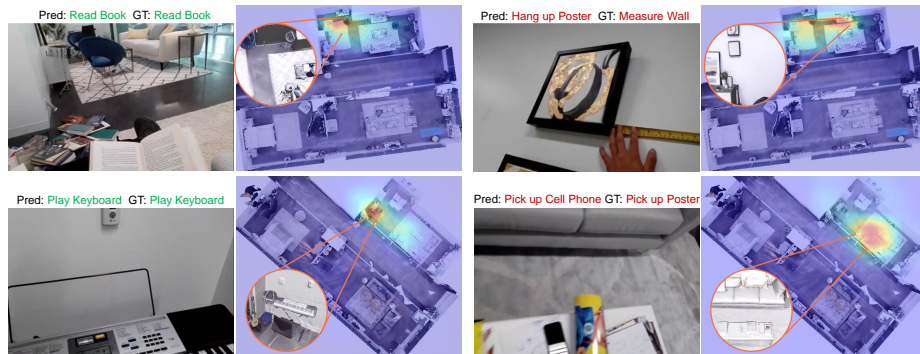 Pred: Read Book GT: Read Book
Pred: Hang up Poster GT: Measure Wall
Pred: Play Keyboard GT: Play Keyboard
Pred: Pick up Cell Phone GT: Pick up Poster